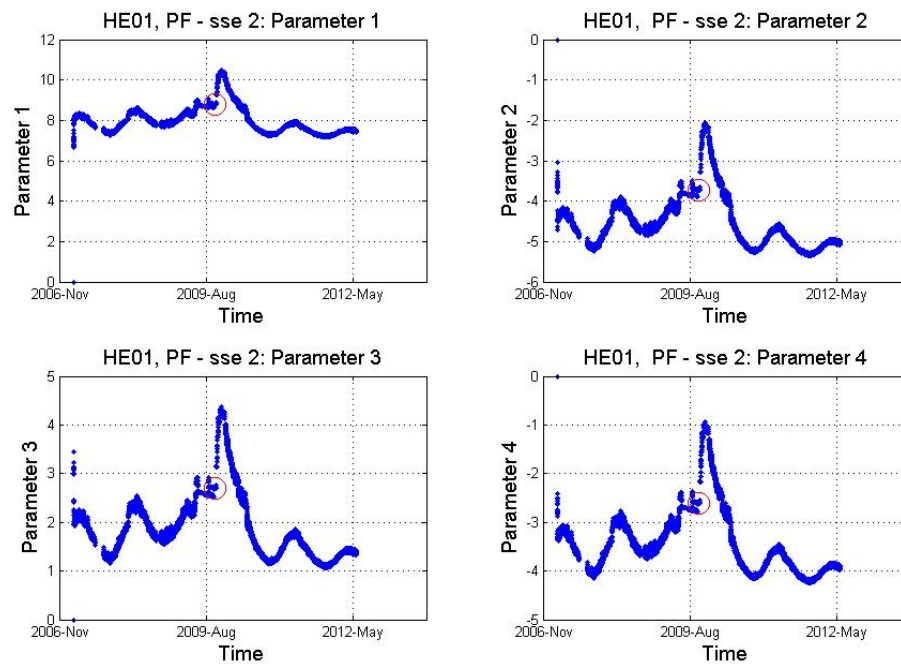 HE01, PF - sse 2: Parameter 1
12
10
8
6
4
2
0
Parameter 1
2006-Nov 2009-Aug 2012-May
Time
HE01, PF - sse 2: Parameter 2
0
-1
-2
-3
-4
-5
-6
Parameter 2
2006-Nov 2009-Aug 2012-May
Time
HE01, PF - sse 2: Parameter 3
5
4
3
2
1
0
Parameter 3
2006-Nov 2009-Aug 2012-May
Time
HE01, PF - sse 2: Parameter 4
0
-1
-2
-3
-4
-5
Parameter 4
2006-Nov 2009-Aug 2012-May
Time